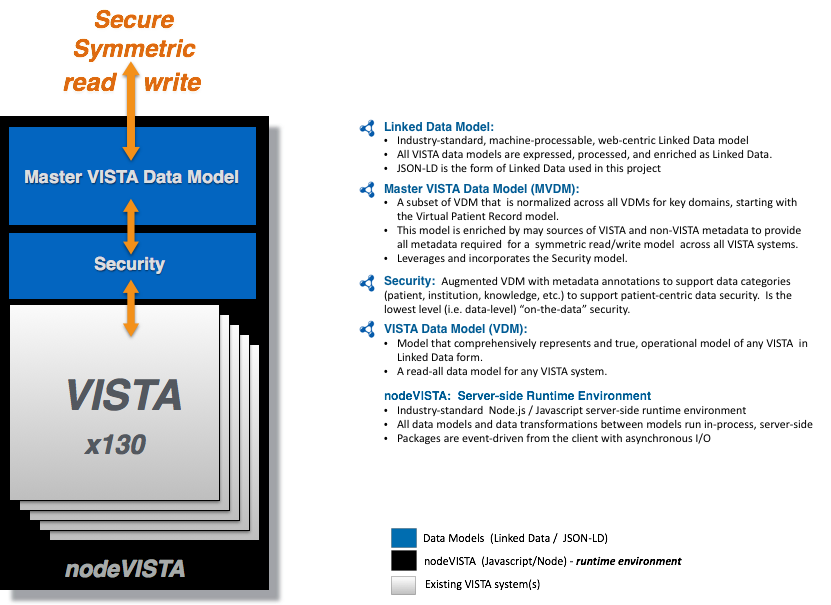 Secure
Symmetric
read write
Master VISTA Data Model
Security
VISTA
x130
nodeVISTA
Linked Data Model:
• Industry-standard, machine-processable, web-centric Linked Data model
• All VISTA data models are expressed, processed, and enriched as Linked Data.
• JSON-LD is the form of Linked Data used in this project
Master VISTA Data Model (MVDM):
• A subset of VDM that is normalized across all VDMs for key domains, starting with
the Virtual Patient Record model.
• This model is enriched by may sources of VISTA and non-VISTA metadata to provide
all metadata required for a symmetric read/write model across all VISTA systems.
• Leverages and incorporates the Security model.
Security: Augmented VDM with metadata annotations to support data categories
(patient, institution, knowledge, etc.) to support patient-centric data security. Is the
lowest level (i.e. data-level) “on-the-data” security.
VISTA Data Model (VDM):
• Model that comprehensively represents and true, operational model of any VISTA in
Linked Data form.
• A read-all data model for any VISTA system.
nodeVISTA: Server-side Runtime Environment
• Industry-standard Node.js / Javascript server-side runtime environment
• All data models and data transformations between models run in-process, server-side
• Packages are event-driven from the client with asynchronous I/O
Data Models (Linked Data / JSON-LD)
nodeVISTA (Javascript/Node) - runtime environment
Existing VISTA system(s)